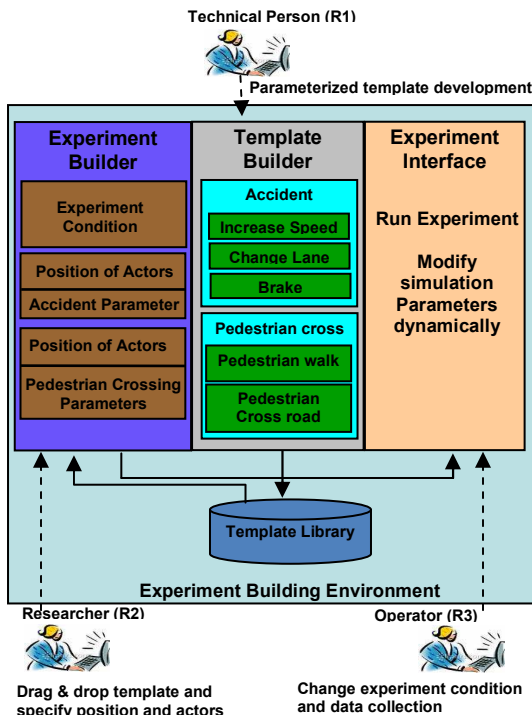 Technical Person (R1)
Parameterized template development
Experiment
Builder
Experiment
Condition
Position of Actors
Accident Parameter
Position of Actors
Pedestrian Crossing
Parameters
Template
Builder
Accident
Increase Speed
Change Lane
Brake
Pedestrian cross
Pedestrian walk
Pedestrian
Cross road
Experiment
Interface
Run Experiment
Modify
simulation
Parameters
dynamically
Template Library
Experiment Building Environment
Researcher (R2)
Drag & drop template and
specify position and actors
Operator (R3)
Change experiment condition
and data collection